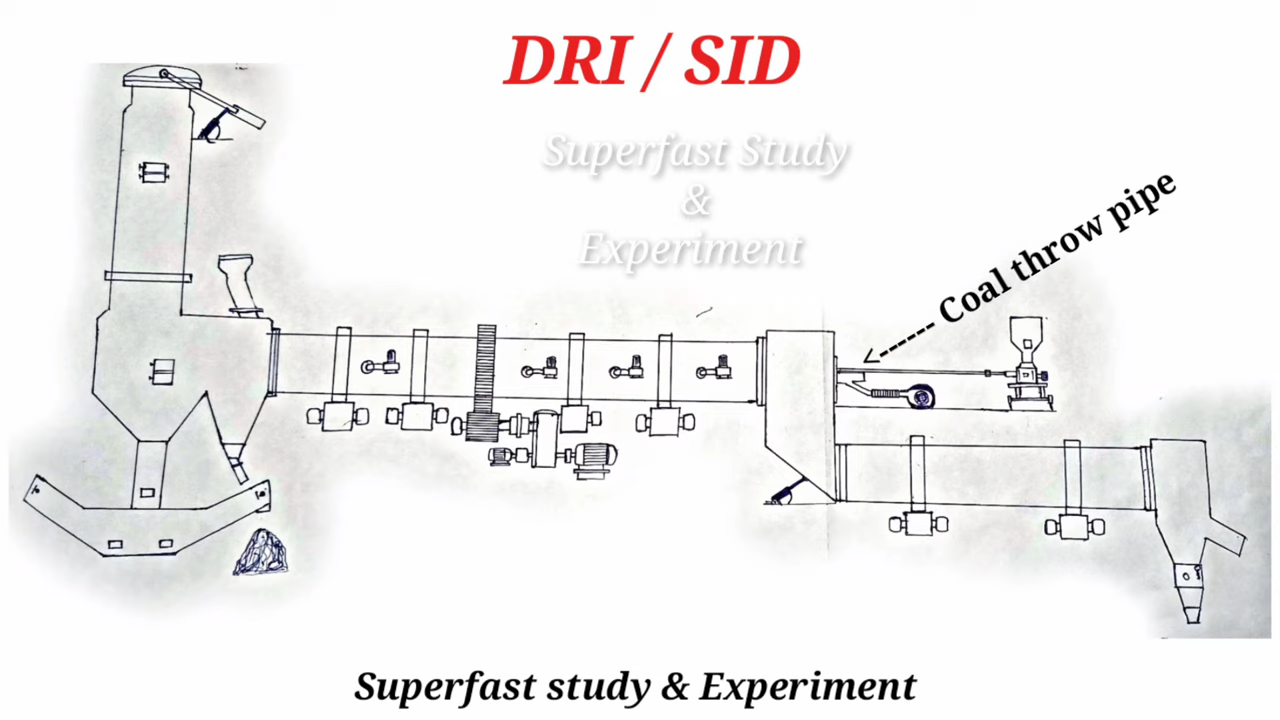 DRI / SID
Superfast Study
&
Experiment
Coal throw pipe
Superfast study & Experiment